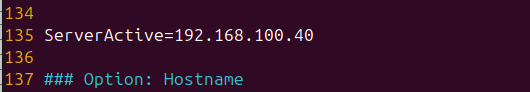 134
135 ServerActive=192.168.100.40
136
137 ### Option: Hostname